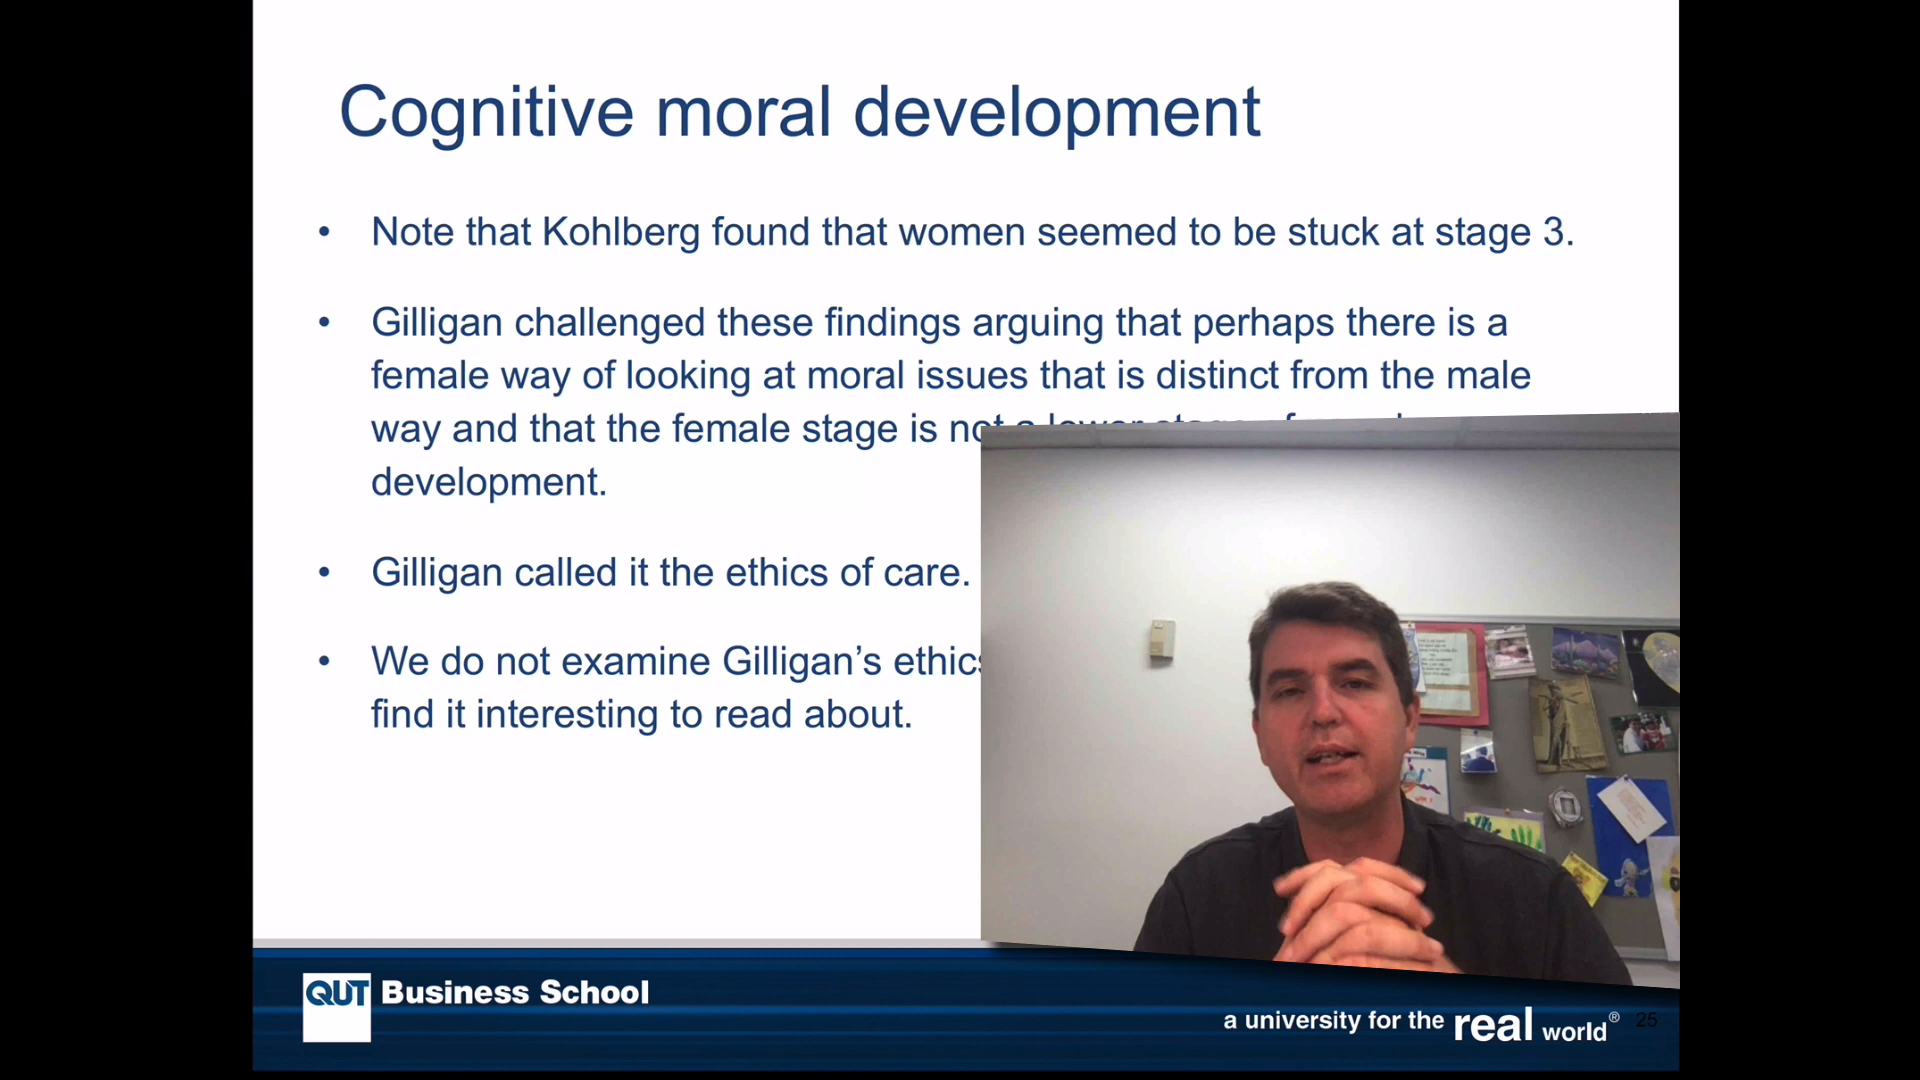 Cognitive moral development
• Note that Kohlberg found that women seemed to be stuck at stage 3.
• Gilligan challenged these findings arguing that perhaps there is a
female way of looking at moral issues that is distinct from the male
way and that the female stage is not a lower stage
development.
• Gilligan called it the ethics of care.
• We do not examine Gilligan’s
find it interesting to read about.
QUT Business School
a university for the real world®
25